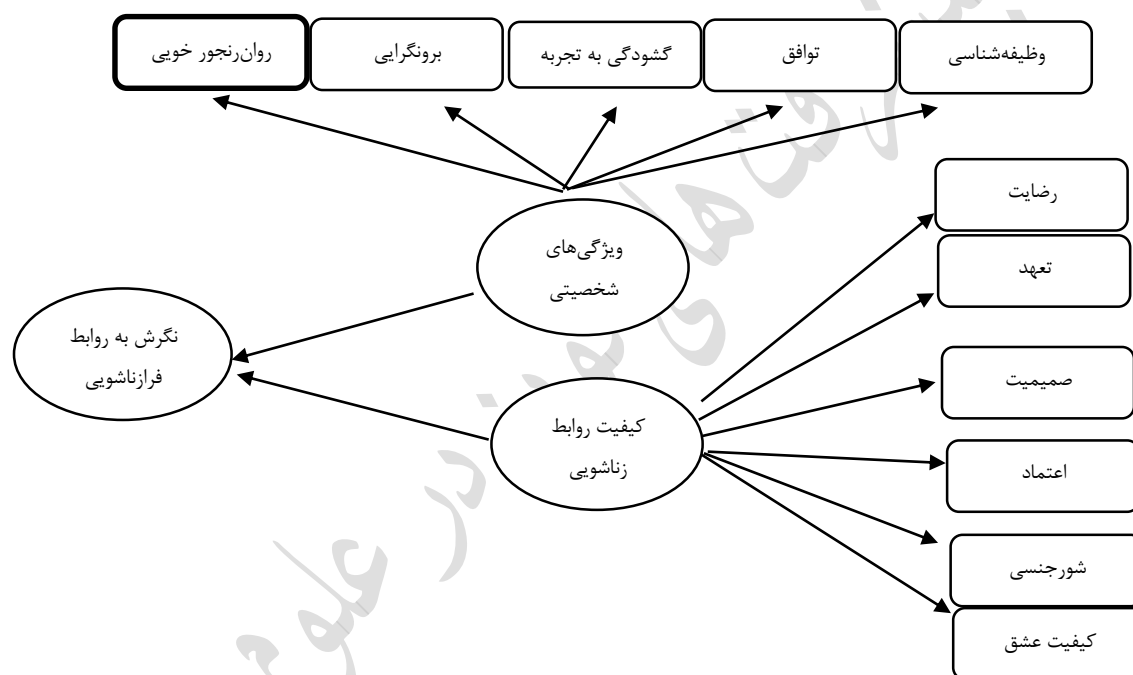 وظیفه‌شناسی
توافق
گشودگی به تجربه
برونگرایی
روان‌رنجور خویی
رضایت
ویژگی‌های
شخصیتی
تعهد
نگرش به روابط
فرازناشویی
صمیمیت
کیفیت روابط
زناشویی
اعتماد
شورجنسی
کیفیت عشق